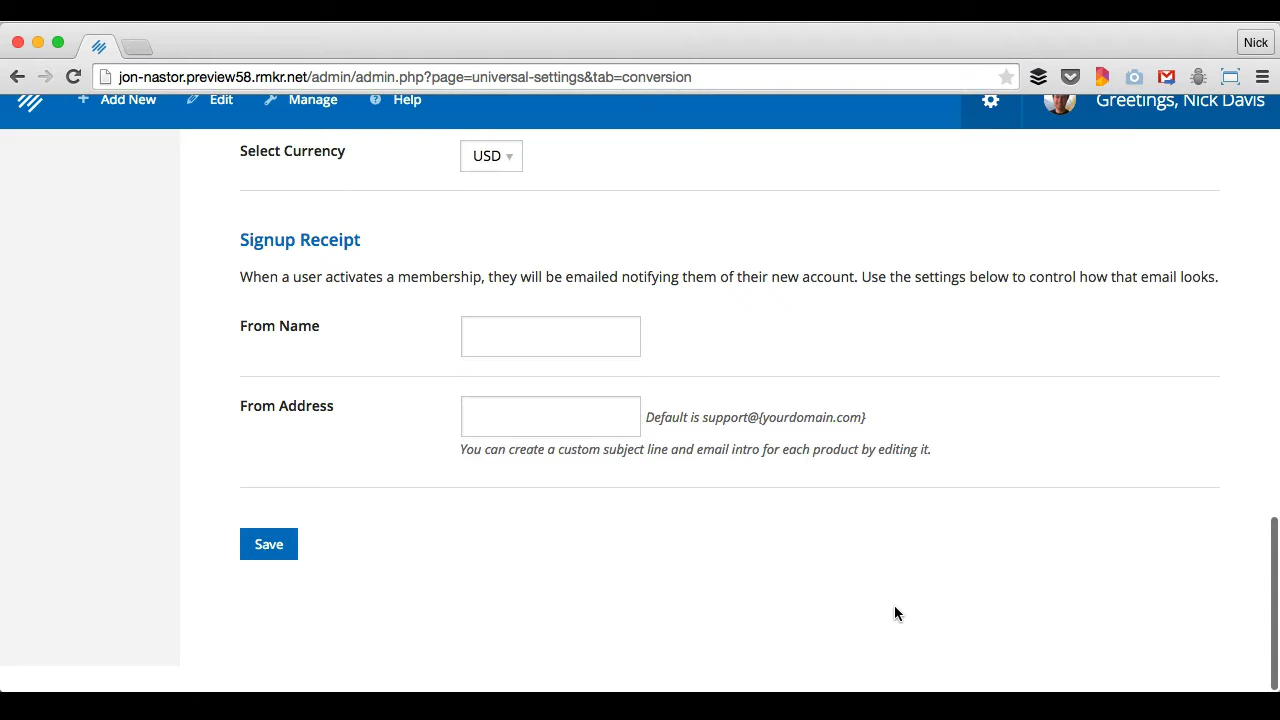 Nick
jon-nastor.preview58.rmkr.net/admin/admin.php?page=universal-settings&tab=conversion
+ Add New Edit Manage ? Help Greetings, Nick Davis
Select Currency USD
Signup Receipt
When a user activates a membership, they will be emailed notifying them of their new account. Use the settings below to control how that email looks.
From Name
From Address
Default is support@{yourdomain.com}
You can create a custom subject line and email intro for each product by editing it.
Save